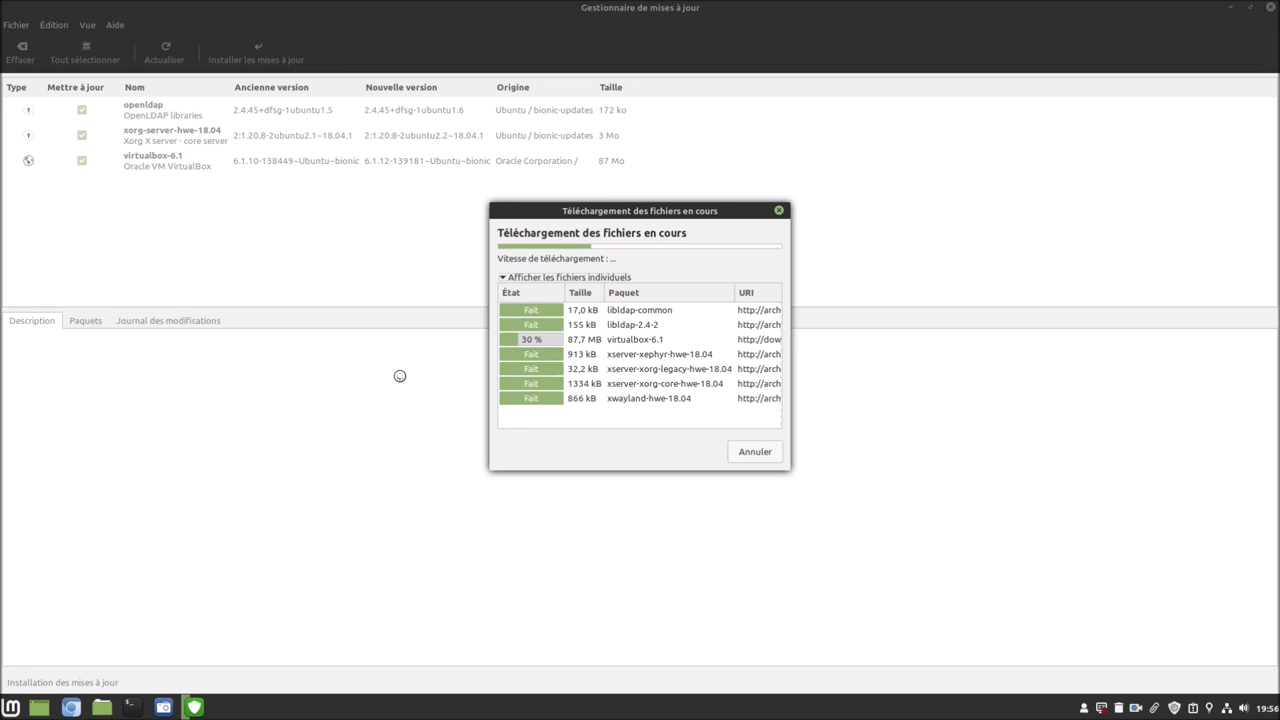 Gestionnaire de mises à jour
Fichier Édition Vue Aide
Effacer Tout sélectionner Actualiser Installer les mises à jour
Type Mettre à jour Nom Ancienne version Nouvelle version Origine Taille
openldap
OpenLDAP libraries
2.4.45+dfsg-1ubuntu1.5 2.4.45+dfsg-1ubuntu1.6 Ubuntu / bionic-updates 172 ko
xorg-server-hwe-18.04
Xorg X server - core server
2:1.20.8-2ubuntu2.1~18.04.1 2:1.20.8-2ubuntu2.2~18.04.1 Ubuntu / bionic-updates 3 Mo
virtualbox-6.1
Oracle VM VirtualBox
6.1.10-138449~Ubuntu~bionic 6.1.12-139181~Ubuntu~bionic Oracle Corporation / 87 Mo
Téléchargement des fichiers en cours
Téléchargement des fichiers en cours
Vitesse de téléchargement : ...
Afficher les fichiers individuels
État Taille Paquet URI
Fait 17,0 kB libldap-common http://arch
Fait 155 kB libldap-2.4-2 http://arch
30 % 87,7 MB virtualbox-6.1 http://dow
Fait 913 kB xserver-xephyr-hwe-18.04 http://arch
Fait 32,2 kB xserver-xorg-legacy-hwe-18.04 http://arch
Fait 1334 kB xserver-xorg-core-hwe-18.04 http://arch
Fait 866 kB xwayland-hwe-18.04 http://arch
Annuler
Description Paquets Journal des modifications
Installation des mises à jour
19:56